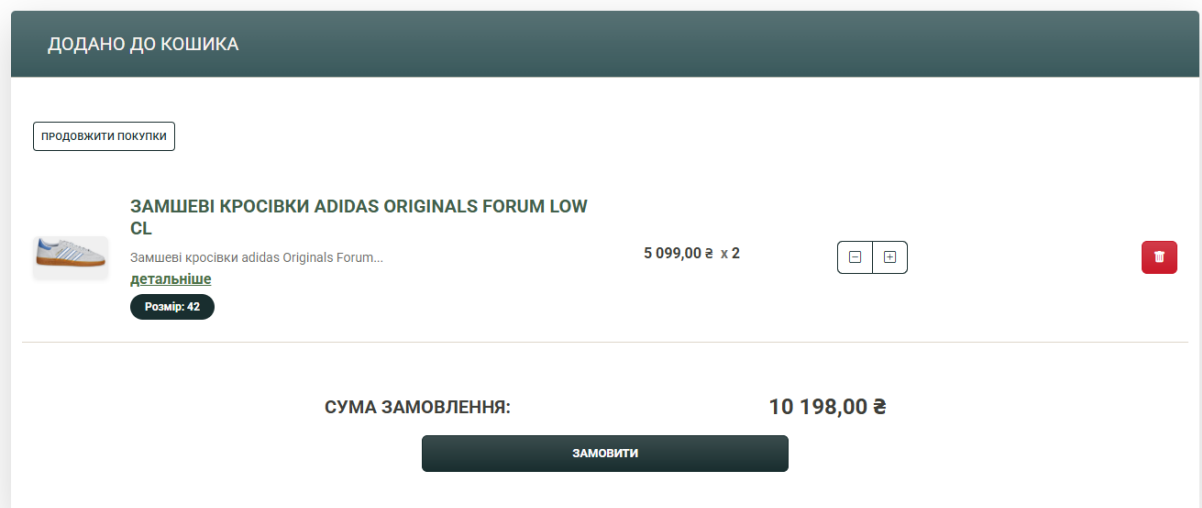 ДОДАНО ДО КОШИКА
ПРОДОВЖИТИ ПОКУПКИ
ЗАМШЕВІ КРОСІВКИ ADIDAS ORIGINALS FORUM LOW
CL
Замшеві кросівки adidas Originals Forum...
детальніше
Розмір: 42
5 099,00 ₴ x 2
СУМА ЗАМОВЛЕННЯ: 10 198,00 ₴
ЗАМОВИТИ